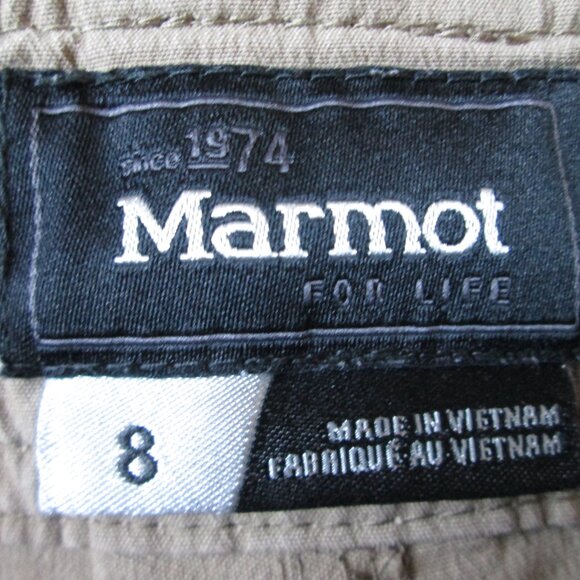 since 1974
Marmot
FOR LIFE
8
MADE IN VIETNAM
FABRIQUÉ AU VIETNAM